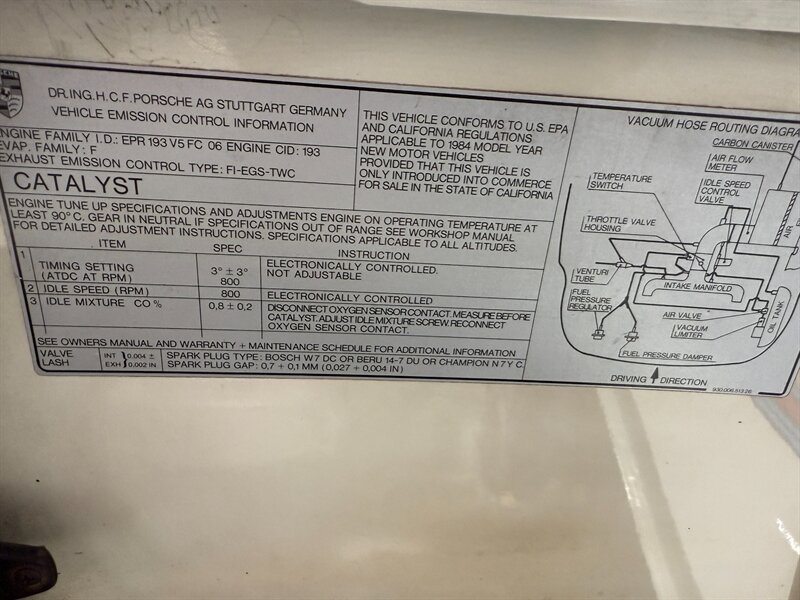 DR.ING.H.C.F.PORSCHE AG STUTTGART GERMANY
VEHICLE EMISSION CONTROL INFORMATION
ENGINE FAMILY I.D.: EPR 193 V5 FC 06 ENGINE CID: 193
EVAP. FAMILY: F
EXHAUST EMISSION CONTROL TYPE: FI-EGS-TWC
CATALYST
THIS VEHICLE CONFORMS TO U.S. EPA
AND CALIFORNIA REGULATIONS
APPLICABLE TO 1984 MODEL YEAR
NEW MOTOR VEHICLES
PROVIDED THAT THIS VEHICLE IS
ONLY INTRODUCED INTO COMMERCE
FOR SALE IN THE STATE OF CALIFORNIA
ENGINE TUNE UP SPECIFICATIONS AND ADJUSTMENTS ENGINE ON OPERATING TEMPERATURE AT
LEAST 90°C. GEAR IN NEUTRAL IF SPECIFICATIONS OUT OF RANGE SEE WORKSHOP MANUAL
FOR DETAILED ADJUSTMENT INSTRUCTIONS. SPECIFICATIONS APPLICABLE TO ALL ALTITUDES.
ITEM SPEC INSTRUCTION
1 TIMING SETTING 3° ± 3° ELECTRONICALLY CONTROLLED.
(ATDC AT RPM) 800 NOT ADJUSTABLE
2 IDLE SPEED (RPM) 800 ELECTRONICALLY CONTROLLED
3 IDLE MIXTURE CO % 0,8 ± 0,2 DISCONNECT OXYGEN SENSOR CONTACT. MEASURE BEFORE
CATALYST. ADJUST IDLE MIXTURE SCREW. RECONNECT
OXYGEN SENSOR CONTACT.
SEE OWNERS MANUAL AND WARRANTY + MAINTENANCE SCHEDULE FOR ADDITIONAL INFORMATION
VALVE LASH
INT 0.004 ±
EXH 0.002 IN
SPARK PLUG TYPE: BOSCH W 7 DC OR BERU 14-7 DU OR CHAMPION N 7 Y C.
SPARK PLUG GAP: 0,7 + 0,1 MM (0,027 + 0,004 IN)
VACUUM HOSE ROUTING DIAGRA
CARBON CANISTER
AIR FLOW
METER
TEMPERATURE
SWITCH
IDLE SPEED
CONTROL
VALVE
THROTTLE VALVE
HOUSING
AIR
VENTURI
TUBE
INTAKE MANIFOLD
FUEL
PRESSURE
REGULATOR
AIR VALVE
VACUUM
LIMITER
OIL TANK
FUEL PRESSURE DAMPER
DRIVING DIRECTION
930.006.513.26